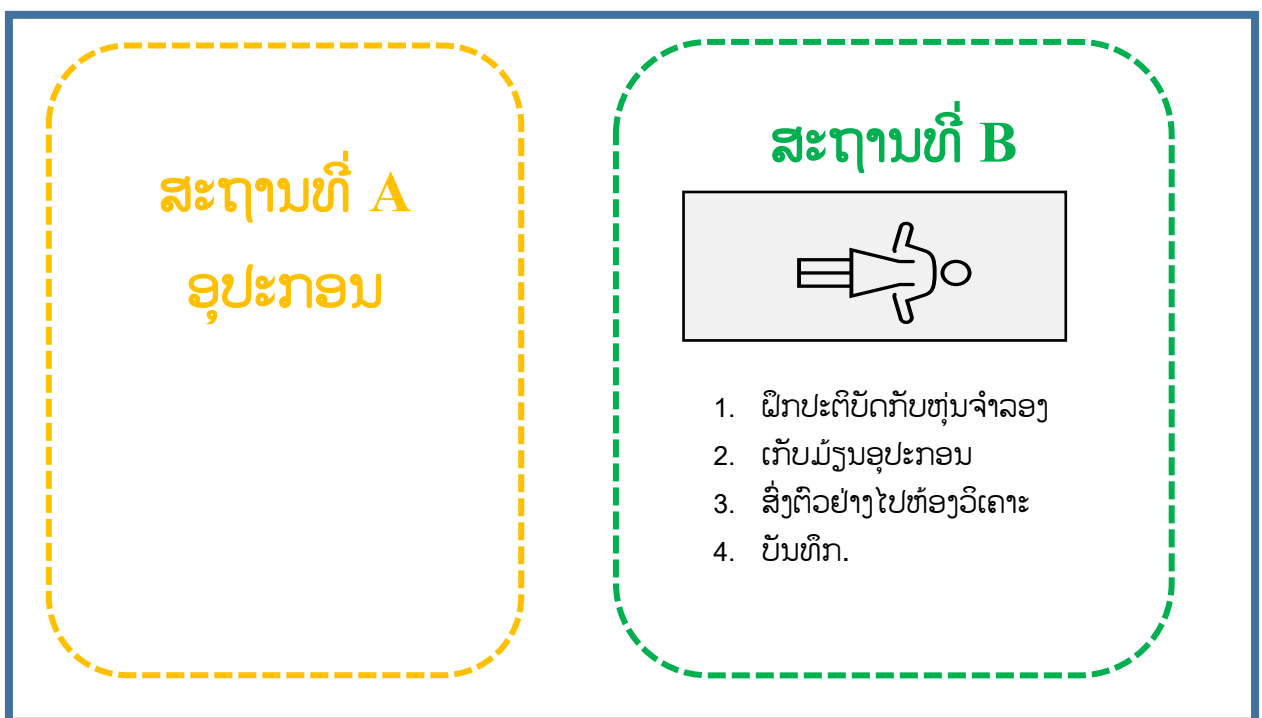 ສະຖານທີ່ A
ອຸປະກອນ
ສະຖານທີ່ B
1. ຝຶກປະຕິບັດກັບຫຸ່ນຈຳລອງ
2. ເກັບມ້ຽນອຸປະກອນ
3. ສົ່ງຕົວຢ່າງໄປຫ້ອງວິເຄາະ
4. ບັນທຶກ.